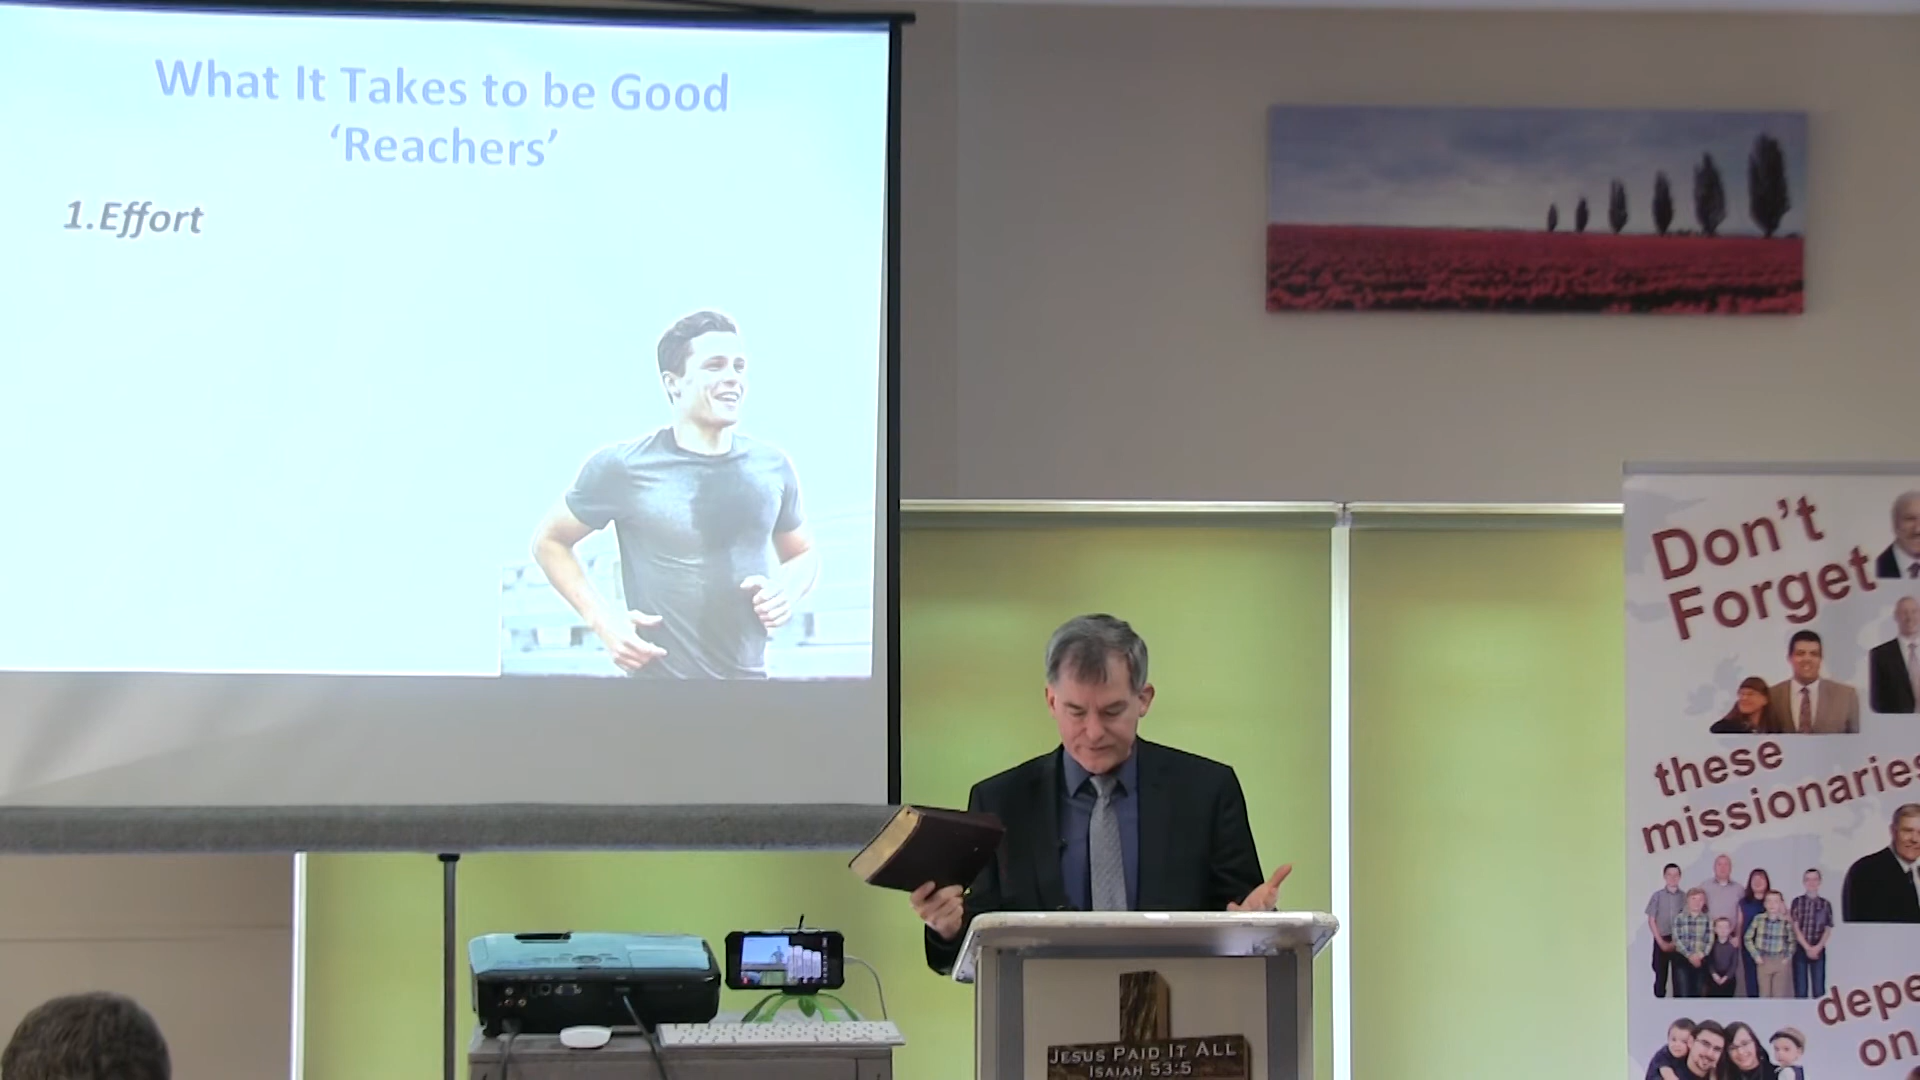 What It Takes to be Good
‘Reachers’
1.Effort
Don't
Forget
these
missionaries
on
JESUS PAID IT ALL
ISAIAH 53:5